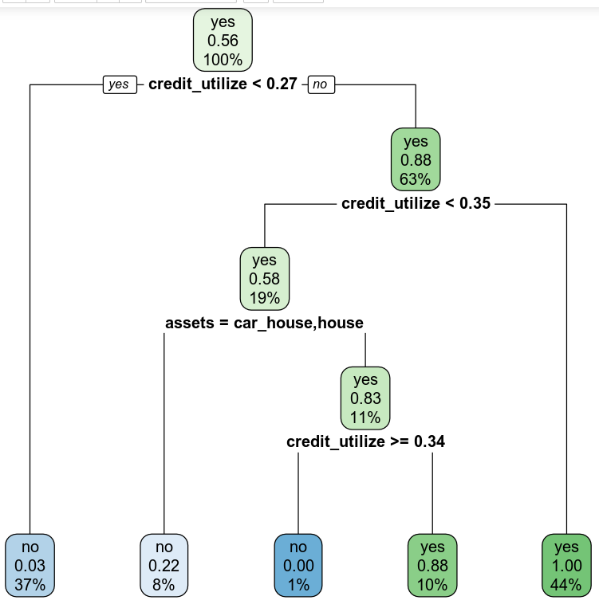 yes
0.56
100%
yes credit_utilize < 0.27 no
yes
0.88
63%
credit_utilize < 0.35
yes
0.58
19%
assets = car_house,house
yes
0.83
11%
credit_utilize >= 0.34
no
0.03
37%
no
0.22
8%
no
0.00
1%
yes
0.88
10%
yes
1.00
44%